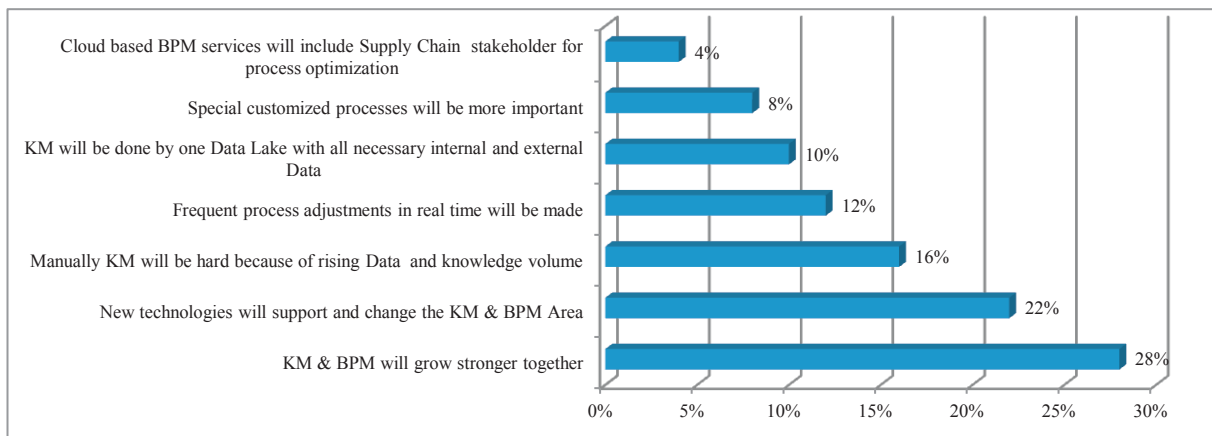 Cloud based BPM services will include Supply Chain stakeholder for
process optimization
4%
Special customized processes will be more important
8%
KM will be done by one Data Lake with all necessary internal and external
Data
10%
Frequent process adjustments in real time will be made
12%
Manually KM will be hard because of rising Data and knowledge volume
16%
New technologies will support and change the KM & BPM Area
22%
KM & BPM will grow stronger together
28%
0% 5% 10% 15% 20% 25% 30%